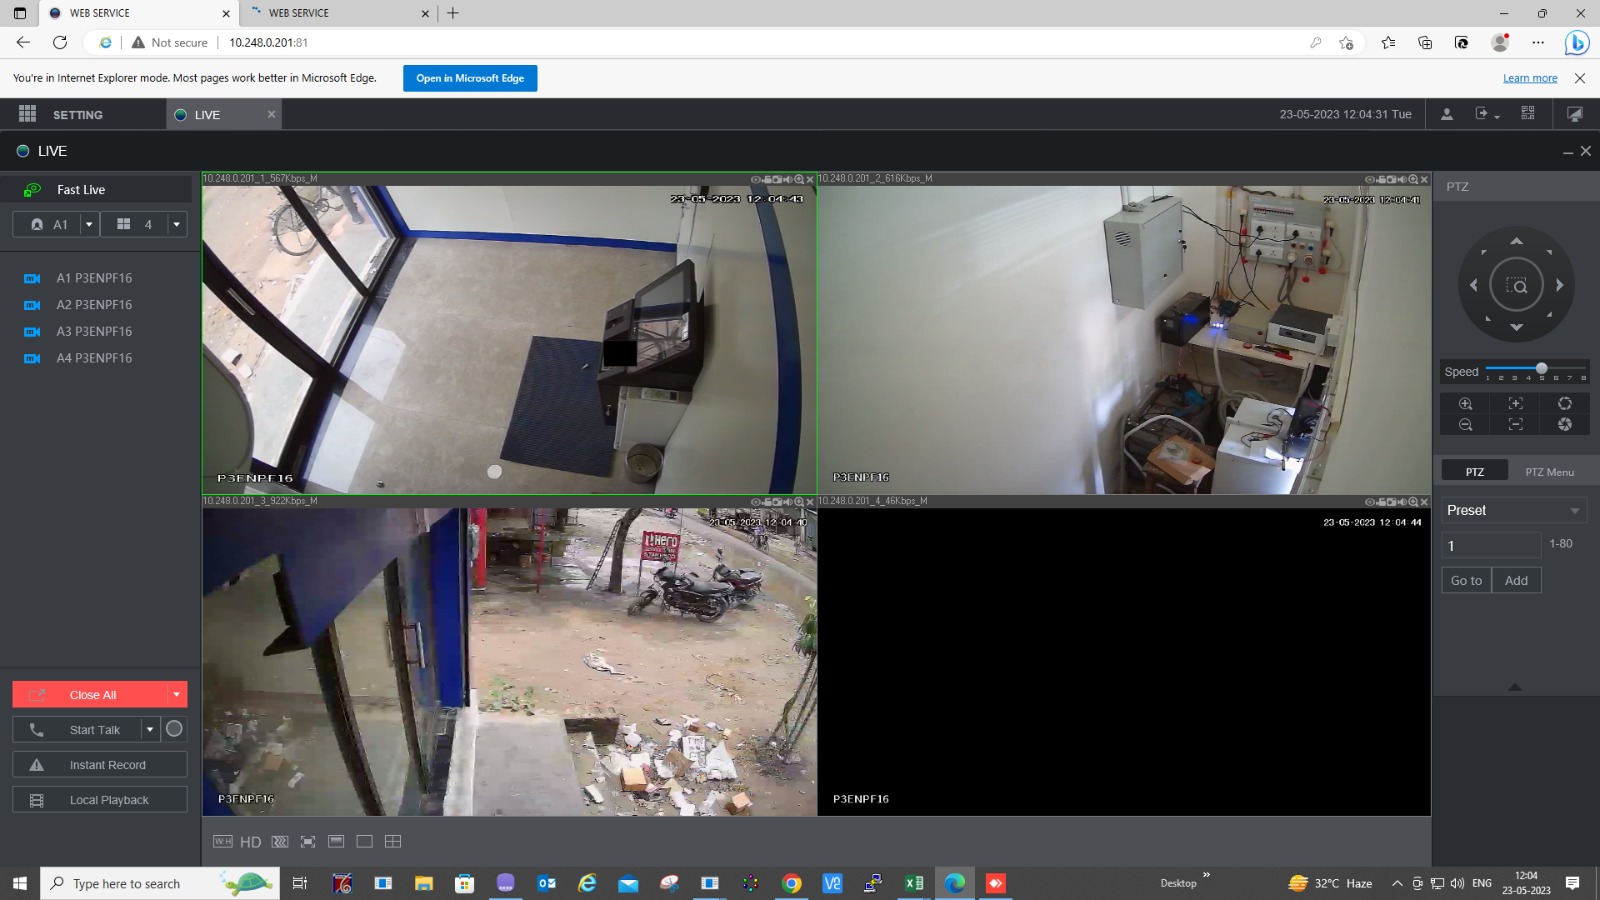 WEB SERVICE
WEB SERVICE
Not secure
10.248.0.201:81
You're in Internet Explorer mode. Most pages work better in Microsoft Edge.
Open in Microsoft Edge
Learn more
SETTING
LIVE
23-05-2023 12:04:31 Tue
LIVE
Fast Live
A1
4
A1 P3ENPF16
A2 P3ENPF16
A3 P3ENPF16
A4 P3ENPF16
Close All
Start Talk
Instant Record
Local Playback
10.248.0.201_1_567Kbps_M
23-05-2023 12:04:43
P3ENPF16
10.248.0.201_2_616Kbps_M
23-05-2023 12:04:41
P3ENPF16
10.248.0.201_3_922Kbps_M
23-05-2023 12:04:40
Hero
P3ENPF16
10.248.0.201_4_46Kbps_M
23-05-2023 12:04:44
P3ENPF16
W:H HD
PTZ
Speed
1 2 3 4 5 6 7 8
PTZ
PTZ Menu
Preset
1
1-80
Go to
Add
Type here to search
Desktop
32°C Haze
ENG
12:04
23-05-2023